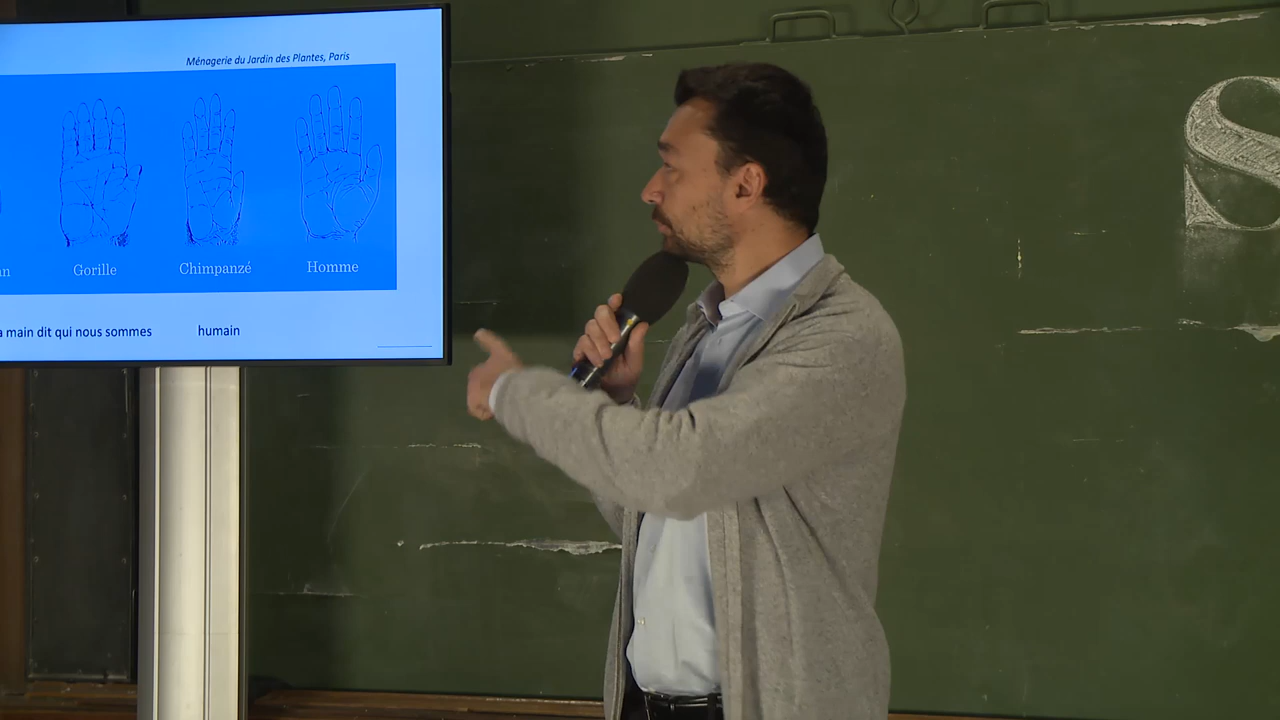 Ménagerie du Jardin des Plantes, Paris
Gorille Chimpanzé Homme
main dit qui nous sommes humain
S